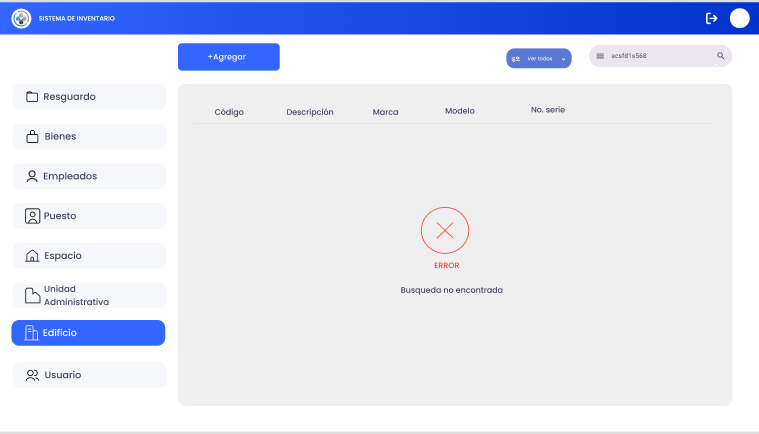 SISTEMA DE INVENTARIO
+Agregar
Ver todos
acsfd1s568
Resguardo
Bienes
Empleados
Puesto
Espacio
Unidad
Administrativa
Edificio
Usuario
Código
Descripción
Marca
Modelo
No. serie
ERROR
Busqueda no encontrada